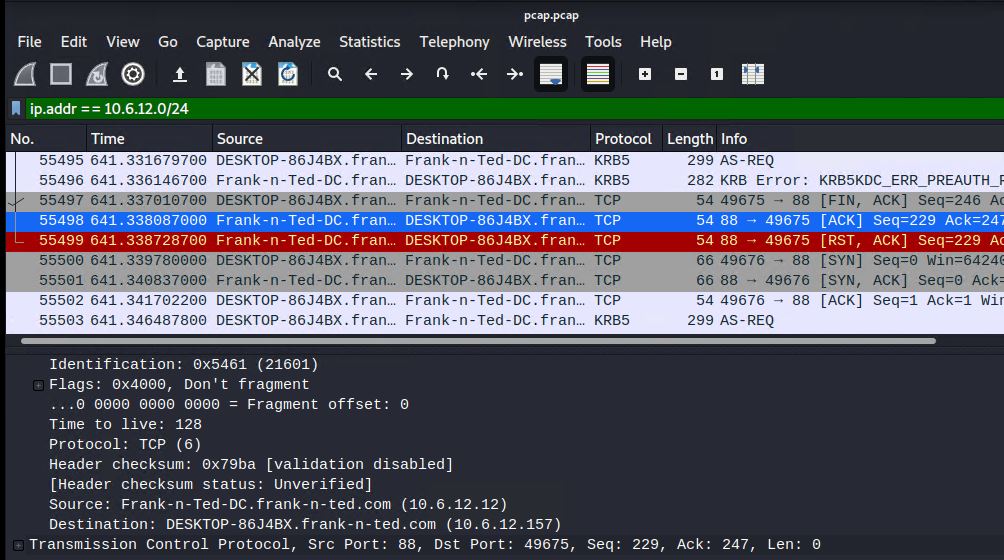 pcap.pcap
File Edit View Go Capture Analyze Statistics Telephony Wireless Tools Help
ip.addr == 10.6.12.0/24
No. Time Source Destination Protocol Length Info
55495 641.331679700 DESKTOP-86J4BX.fran… Frank-n-Ted-DC.fran… KRB5 299 AS-REQ
55496 641.336146700 Frank-n-Ted-DC.fran… DESKTOP-86J4BX.fran… KRB5 282 KRB Error: KRB5KDC_ERR_PREAUTH_R
55497 641.337010700 DESKTOP-86J4BX.fran… Frank-n-Ted-DC.fran… TCP 54 49675 → 88 [FIN, ACK] Seq=246 Ac
55498 641.338087000 Frank-n-Ted-DC.fran… DESKTOP-86J4BX.fran… TCP 54 88 → 49675 [ACK] Seq=229 Ack=247
55499 641.338728700 Frank-n-Ted-DC.fran… DESKTOP-86J4BX.fran… TCP 54 88 → 49675 [RST, ACK] Seq=229 Ac
55500 641.339780000 DESKTOP-86J4BX.fran… Frank-n-Ted-DC.fran… TCP 66 49676 → 88 [SYN] Seq=0 Win=64240
55501 641.340837000 Frank-n-Ted-DC.fran… DESKTOP-86J4BX.fran… TCP 66 88 → 49676 [SYN, ACK] Seq=0 Ack=
55502 641.341702200 DESKTOP-86J4BX.fran… Frank-n-Ted-DC.fran… TCP 54 49676 → 88 [ACK] Seq=1 Ack=1 Win
55503 641.346487800 DESKTOP-86J4BX.fran… Frank-n-Ted-DC.fran… KRB5 299 AS-REQ
Identification: 0x5461 (21601)
Flags: 0x4000, Don't fragment
...0 0000 0000 0000 = Fragment offset: 0
Time to live: 128
Protocol: TCP (6)
Header checksum: 0x79ba [validation disabled]
[Header checksum status: Unverified]
Source: Frank-n-Ted-DC.frank-n-ted.com (10.6.12.12)
Destination: DESKTOP-86J4BX.frank-n-ted.com (10.6.12.157)
Transmission Control Protocol, Src Port: 88, Dst Port: 49675, Seq: 229, Ack: 247, Len: 0